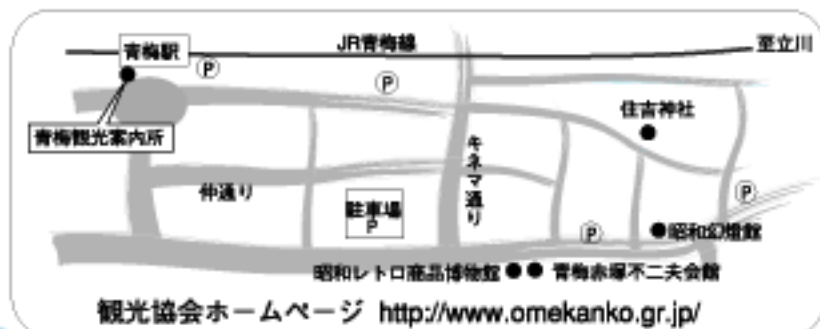 青梅駅
JR青梅線
至立川
P
P
青梅観光案内所
住吉神社
キネマ通り
仲通り
駐車場
P
P
P
昭和幻燈館
昭和レトロ商品博物館
青梅赤塚不二夫会館
観光協会ホームページ http://www.omekanko.gr.jp/